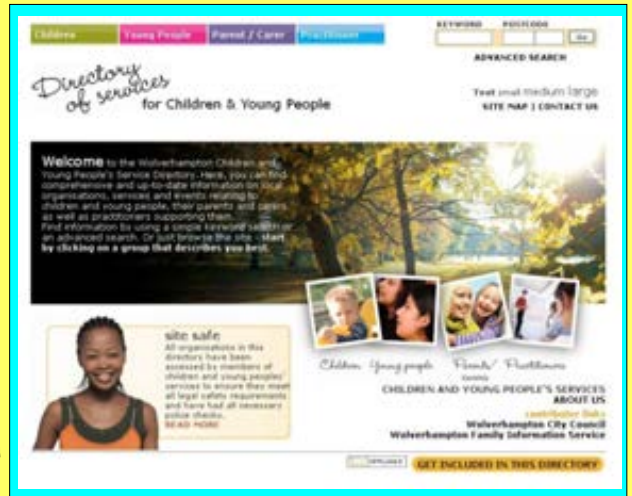 Children Young People Parent / Carer Practitioner
KEYWORD POSTCODE
Go
ADVANCED SEARCH
Directory
of services
for Children & Young People
Text small medium large
SITE MAP | CONTACT US
Welcome to the Wolverhampton Children and
Young People's Service Directory. Here, you can find
comprehensive and up-to-date information on local
organisations, services and events relating to
children and young people, their parents and carers
as well as practitioners supporting them.
Find information by using a simple keyword search or
an advanced search. Or just browse the site - start
by clicking on a group that describes you best.
site safe
All organisations in this
directory have been
assessed by members of
children and young peoples'
services to ensure they meet
all legal safety requirements
and have had all necessary
police checks.
READ MORE
Children Young people Parents/ Practitioners
CHILDREN AND YOUNG PEOPLE'S SERVICES
ABOUT US
contributor links
Wolverhampton City Council
Wolverhampton Family Information Service
GET INCLUDED IN THIS DIRECTORY